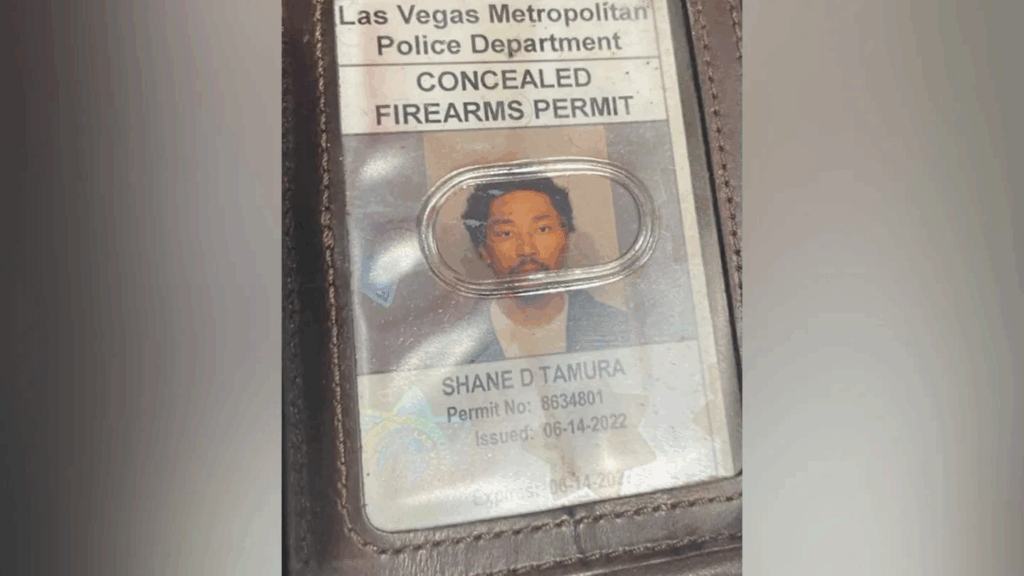 Las Vegas Metropolitan
Police Department
CONCEALED
FIREARMS PERMIT
SHANE D TAMURA
Permit No: 8634801
Issued: 06-14-2022
Expires: